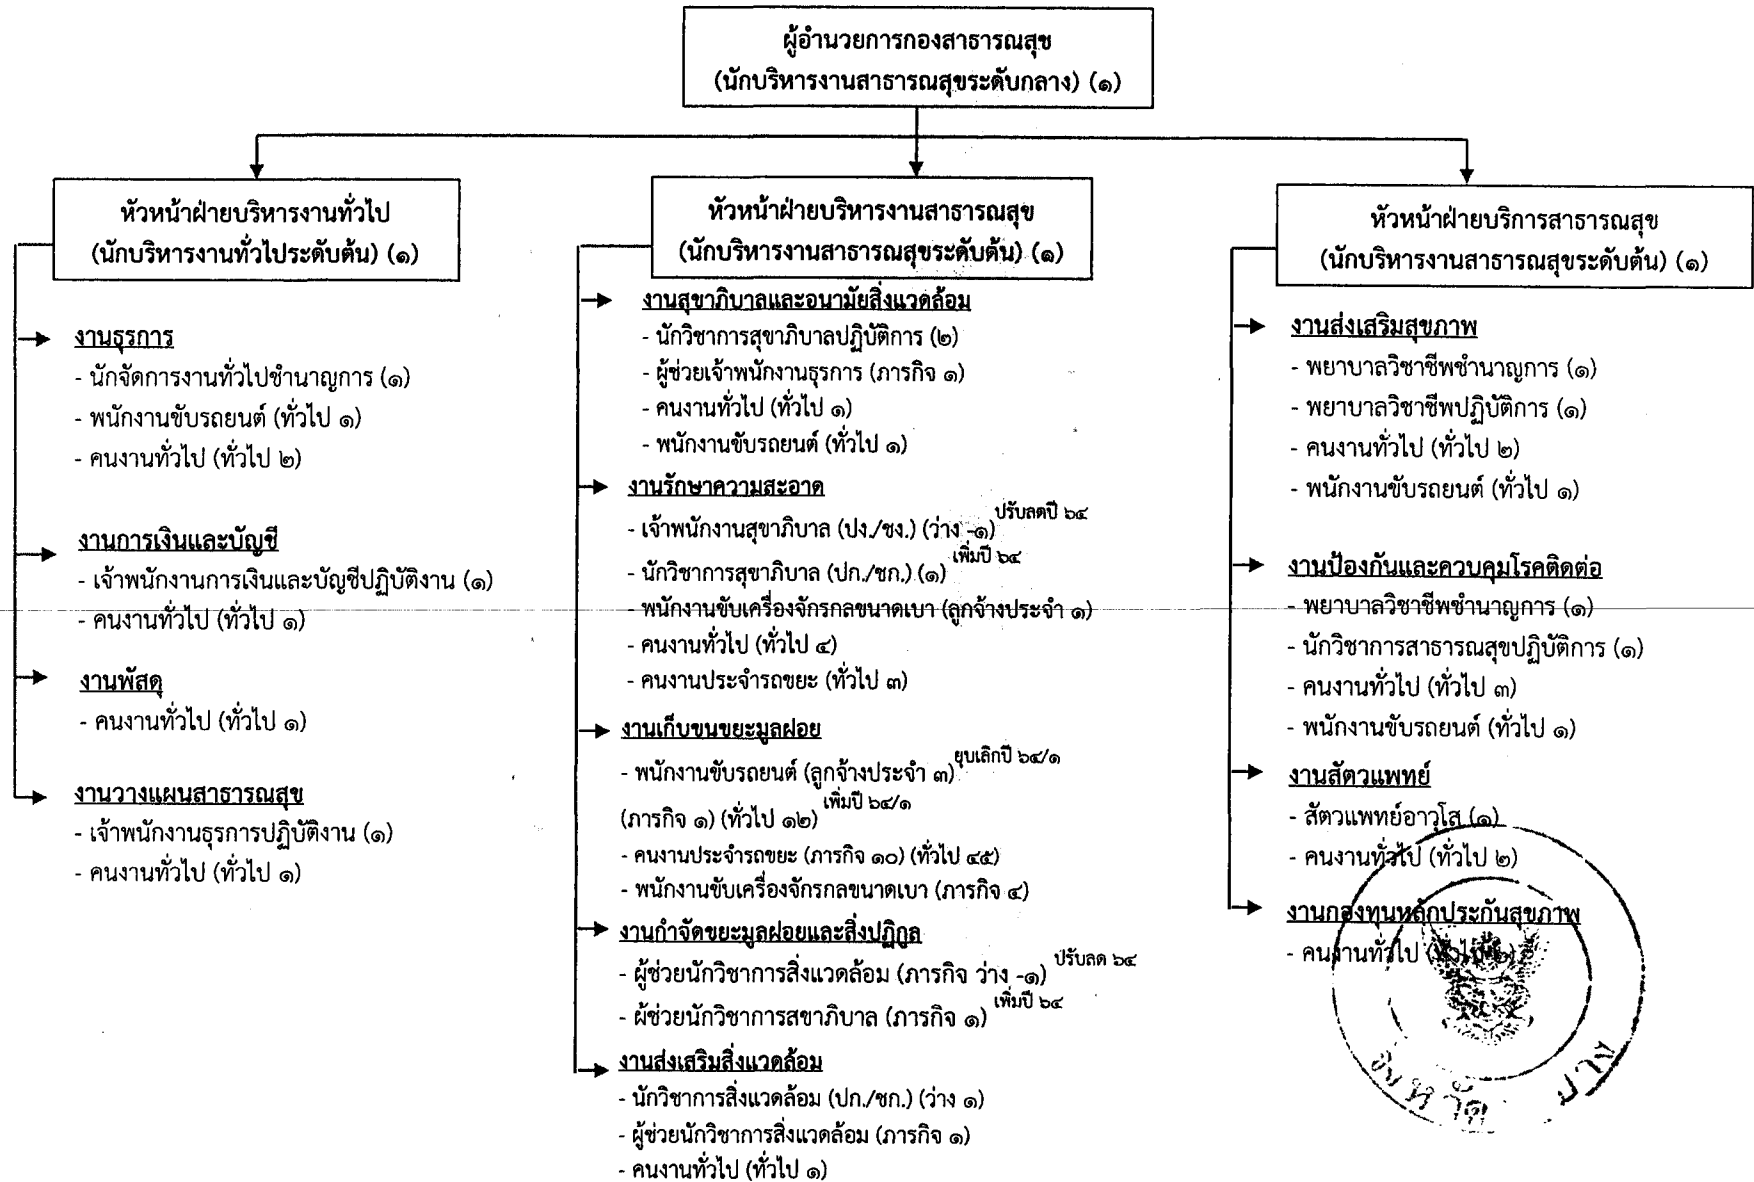 ผู้อำนวยการกองสาธารณสุข
(นักบริหารงานสาธารณสุขระดับกลาง) (๑)
หัวหน้าฝ่ายบริหารงานทั่วไป
(นักบริหารงานทั่วไประดับต้น) (๑)
งานธุรการ
- นักจัดการงานทั่วไปชำนาญการ (๑)
- พนักงานขับรถยนต์ (ทั่วไป ๑)
- คนงานทั่วไป (ทั่วไป ๒)
งานการเงินและบัญชี
- เจ้าพนักงานการเงินและบัญชีปฏิบัติงาน (๑)
- คนงานทั่วไป (ทั่วไป ๑)
งานพัสดุ
- คนงานทั่วไป (ทั่วไป ๑)
งานวางแผนสาธารณสุข
- เจ้าพนักงานธุรการปฏิบัติงาน (๑)
- คนงานทั่วไป (ทั่วไป ๑)
หัวหน้าฝ่ายบริหารงานสาธารณสุข
(นักบริหารงานสาธารณสุขระดับต้น) (๑)
งานสุขาภิบาลและอนามัยสิ่งแวดล้อม
- นักวิชาการสุขาภิบาลปฏิบัติการ (๒)
- ผู้ช่วยเจ้าพนักงานธุรการ (ภารกิจ ๑)
- คนงานทั่วไป (ทั่วไป ๑)
- พนักงานขับรถยนต์ (ทั่วไป ๑)
งานรักษาความสะอาด
- เจ้าพนักงานสุขาภิบาล (ปง./ชง.) (ว่าง -๑) ปรับลดปี ๖๔
- นักวิชาการสุขาภิบาล (ปก./ชก.) (๑) เพิ่มปี ๖๔
- พนักงานขับเครื่องจักรกลขนาดเบา (ลูกจ้างประจำ ๑)
- คนงานทั่วไป (ทั่วไป ๔)
- คนงานประจำรถขยะ (ทั่วไป ๓)
งานเก็บขนขยะมูลฝอย
- พนักงานขับรถยนต์ (ลูกจ้างประจำ ๓) ยุบเลิกปี ๖๔/๑
(ภารกิจ ๑) (ทั่วไป ๑๒) เพิ่มปี ๖๔/๑
- คนงานประจำรถขยะ (ภารกิจ ๑๐) (ทั่วไป ๔๕)
- พนักงานขับเครื่องจักรกลขนาดเบา (ภารกิจ ๔)
งานกำจัดขยะมูลฝอยและสิ่งปฏิกูล
- ผู้ช่วยนักวิชาการสิ่งแวดล้อม (ภารกิจ ว่าง -๑) ปรับลด ๖๔
- ผู้ช่วยนักวิชาการสขาภิบาล (ภารกิจ ๑) เพิ่มปี ๖๔
งานส่งเสริมสิ่งแวดล้อม
- นักวิชาการสิ่งแวดล้อม (ปก./ชก.) (ว่าง ๑)
- ผู้ช่วยนักวิชาการสิ่งแวดล้อม (ภารกิจ ๑)
- คนงานทั่วไป (ทั่วไป ๑)
หัวหน้าฝ่ายบริการสาธารณสุข
(นักบริหารงานสาธารณสุขระดับต้น) (๑)
งานส่งเสริมสุขภาพ
- พยาบาลวิชาชีพชำนาญการ (๑)
- พยาบาลวิชาชีพปฏิบัติการ (๑)
- คนงานทั่วไป (ทั่วไป ๒)
- พนักงานขับรถยนต์ (ทั่วไป ๑)
งานป้องกันและควบคุมโรคติดต่อ
- พยาบาลวิชาชีพชำนาญการ (๑)
- นักวิชาการสาธารณสุขปฏิบัติการ (๑)
- คนงานทั่วไป (ทั่วไป ๓)
- พนักงานขับรถยนต์ (ทั่วไป ๑)
งานสัตวแพทย์
- สัตวแพทย์อาวุโส (๑)
- คนงานทั่วไป (ทั่วไป ๒)
งานกองทุนหลักประกันสุขภาพ
- คนงานทั่วไป (ทั่วไป